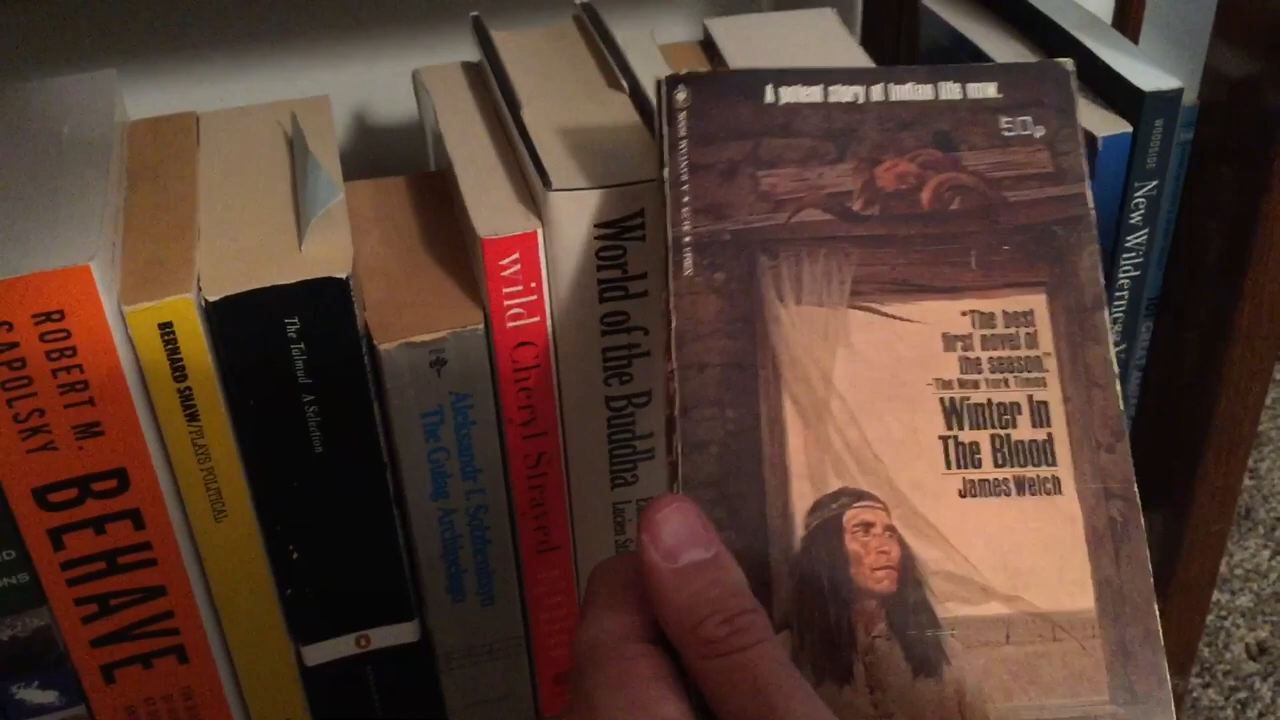 ROBERT M.
SAPOLSKY
BEHAVE
BERNARD SHAW/PLAYS POLITICAL
The Talmud A Selection
Aleksandr I. Solzhenitsyn
The Gulag Archipelago
wild Cheryl Strayed
World of the Buddha
Lucien
A potent story of Indian life now.
50p
"The best
first novel of
the season."
-The New York Times
Winter In
The Blood
James Welch
WOODSIDE
New Wilderness